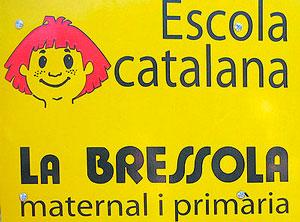 Escola
catalana
LA BRESSOLA
maternal i primària